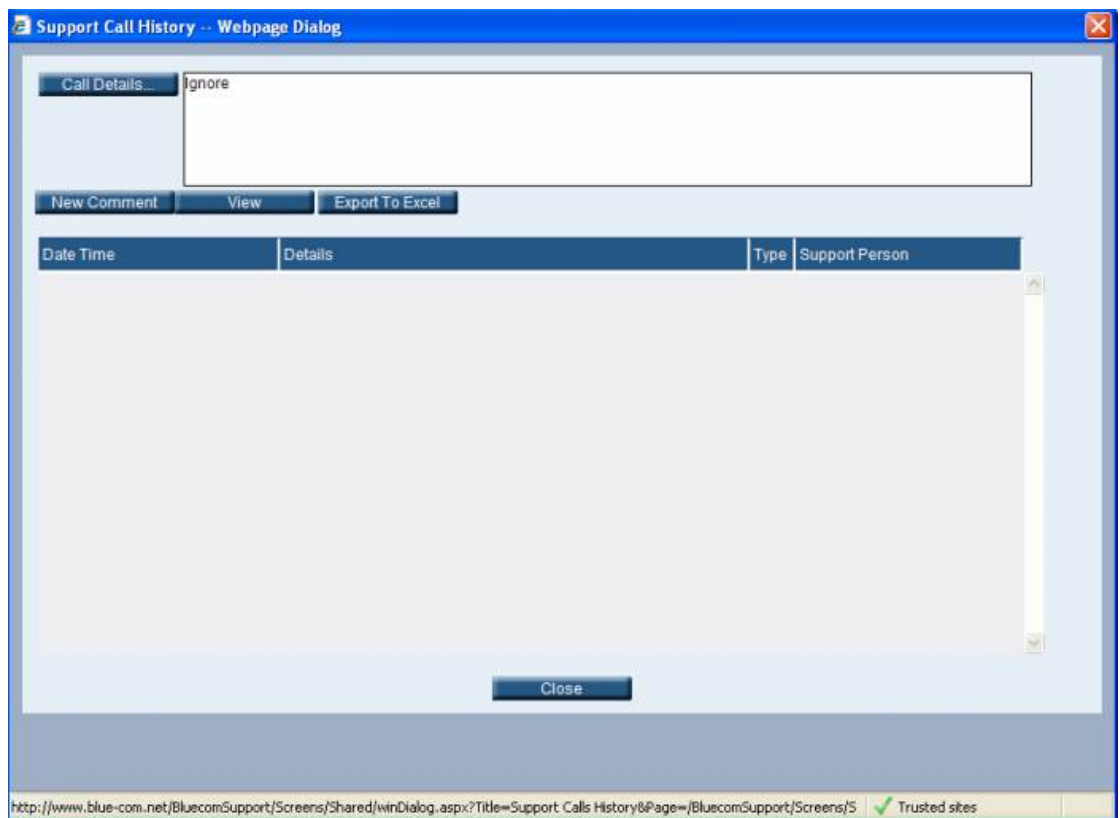 Support Call History -- Webpage Dialog
Call Details... Ignore
New Comment View Export To Excel
Date Time Details Type Support Person
Close
http://www.blue-com.net/BluecomSupport/Screens/Shared/winDialog.aspx?Title=Support Calls History&Page=/BluecomSupport/Screens/S Trusted sites